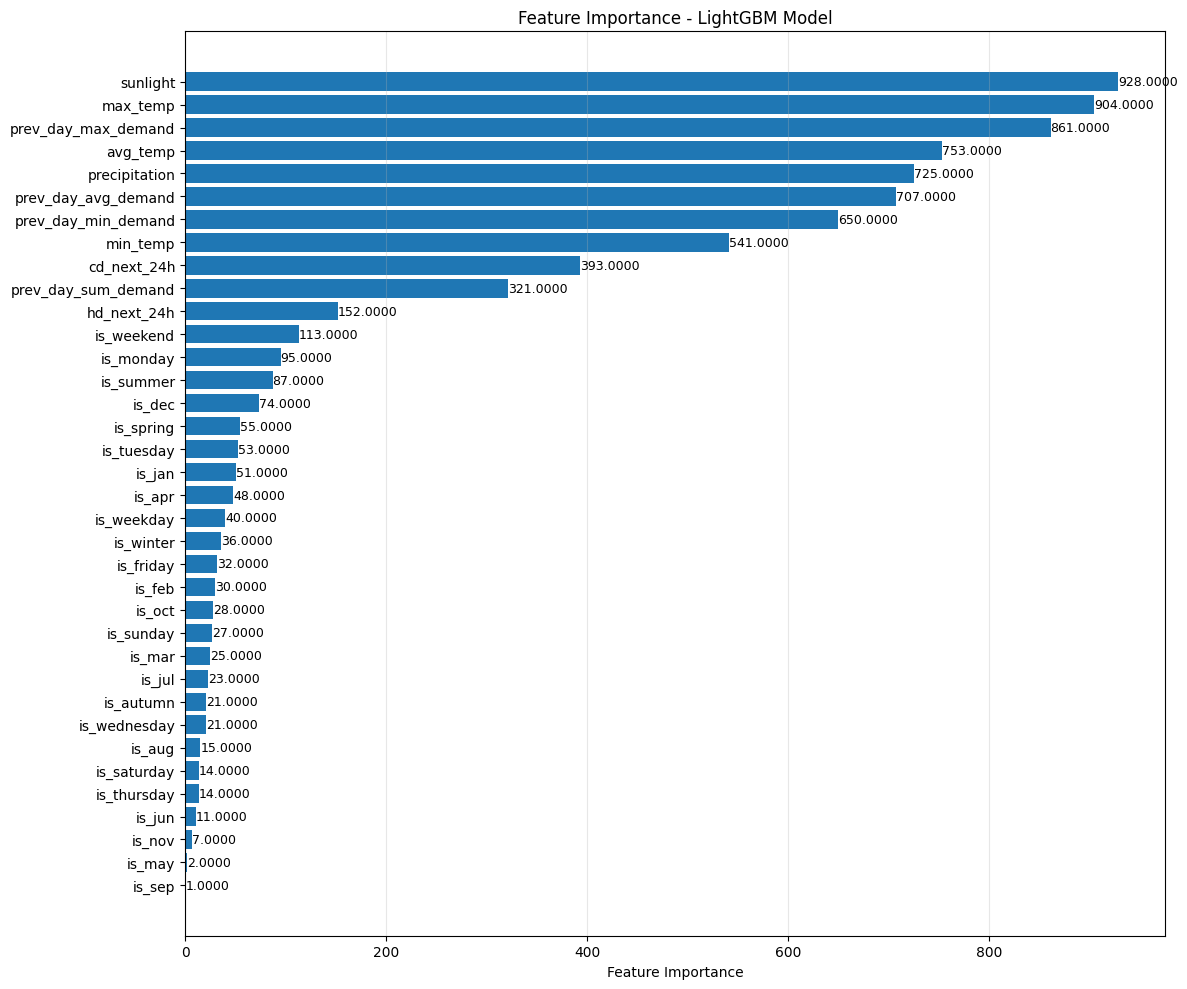 Feature Importance - LightGBM Model
sunlight 928.0000
max_temp 904.0000
prev_day_max_demand 861.0000
avg_temp 753.0000
precipitation 725.0000
prev_day_avg_demand 707.0000
prev_day_min_demand 650.0000
min_temp 541.0000
cd_next_24h 393.0000
prev_day_sum_demand 321.0000
hd_next_24h 152.0000
is_weekend 113.0000
is_monday 95.0000
is_summer 87.0000
is_dec 74.0000
is_spring 55.0000
is_tuesday 53.0000
is_jan 51.0000
is_apr 48.0000
is_weekday 40.0000
is_winter 36.0000
is_friday 32.0000
is_feb 30.0000
is_oct 28.0000
is_sunday 27.0000
is_mar 25.0000
is_jul 23.0000
is_autumn 21.0000
is_wednesday 21.0000
is_aug 15.0000
is_saturday 14.0000
is_thursday 14.0000
is_jun 11.0000
is_nov 7.0000
is_may 2.0000
is_sep 1.0000
0 200 400 600 800
Feature Importance